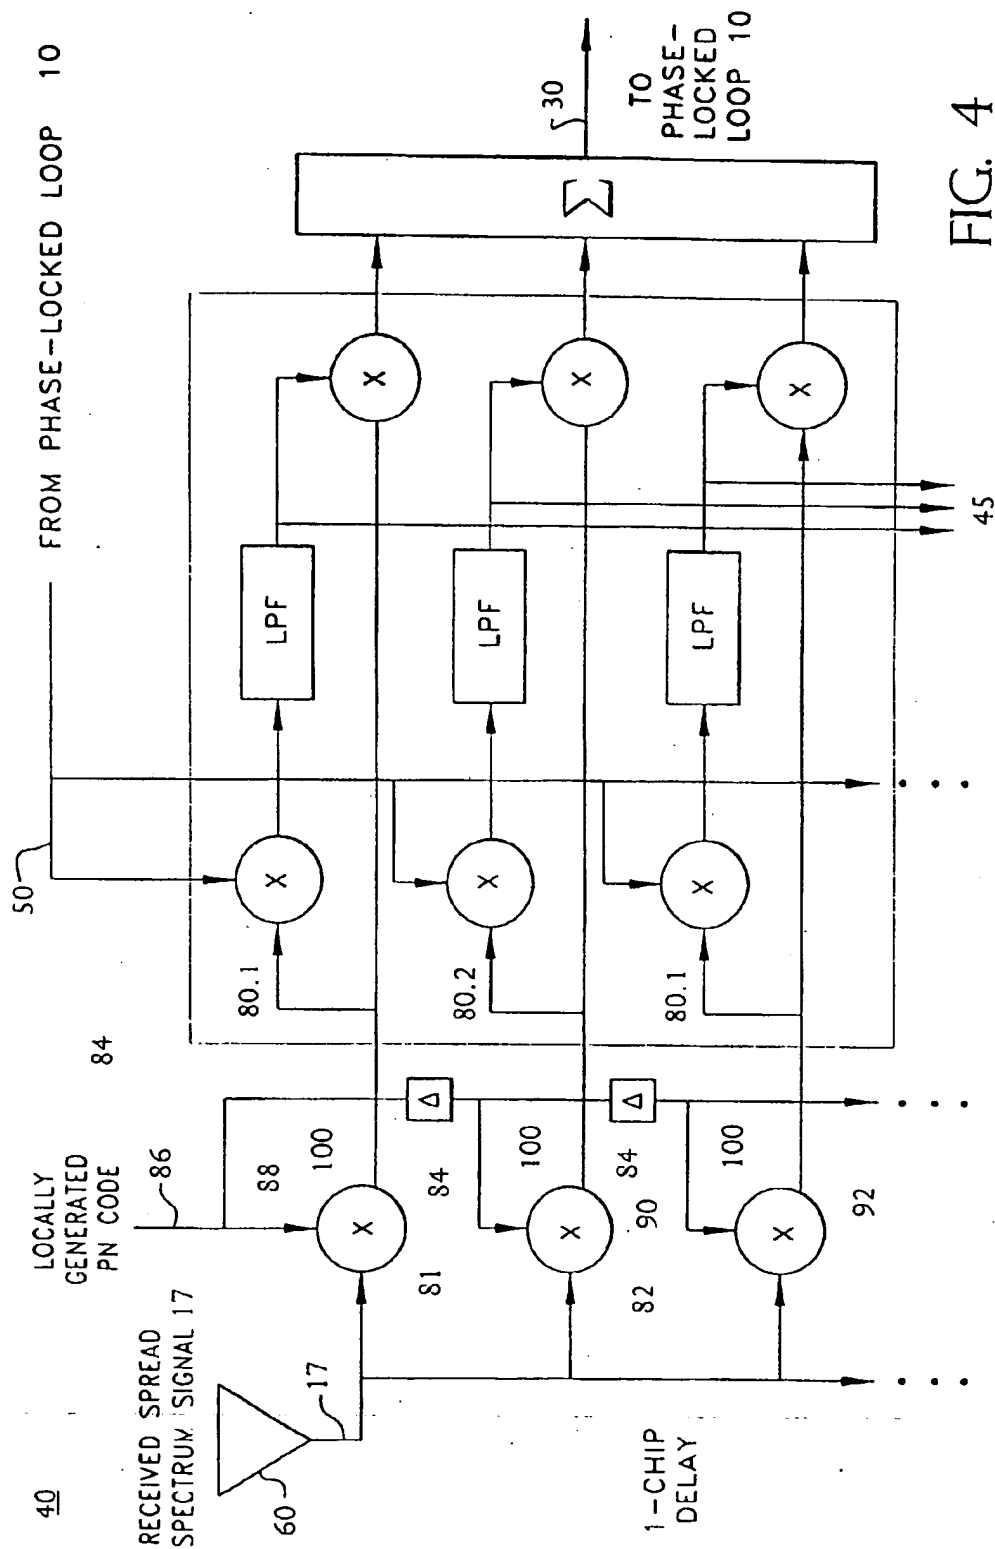 40
RECEIVED SPREAD
SPECTRUM SIGNAL 17
60
17
1-CHIP
DELAY
LOCALLY
GENERATED
PN CODE
86
84
88
100
X
81
Δ
84
100
X
90
82
Δ
84
100
X
92
FROM PHASE-LOCKED LOOP 10
50
80.1
X
LPF
X
80.2
X
LPF
X
80.1
X
LPF
X
45
Σ
30
TO
PHASE-
LOCKED
LOOP 10
FIG. 4